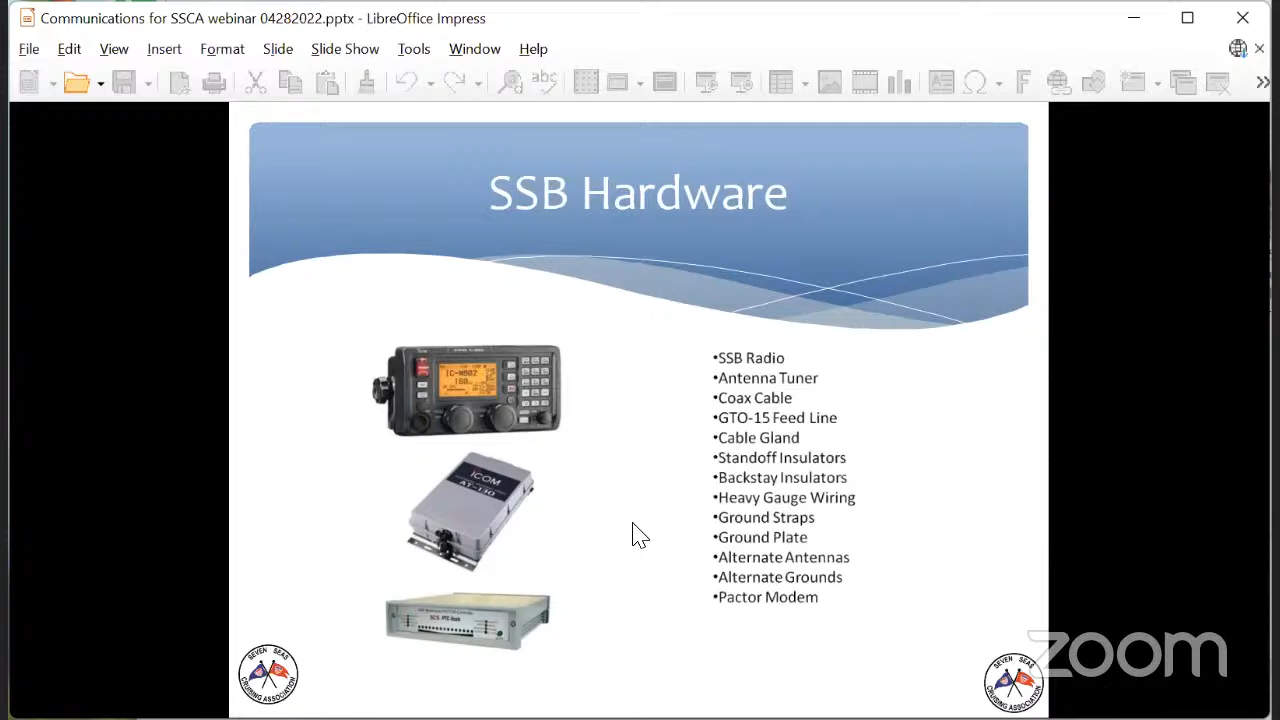 Communications for SSCA webinar 04282022.pptx - LibreOffice Impress
File Edit View Insert Format Slide Slide Show Tools Window Help
abc
SSB Hardware
IC-M802
•SSB Radio
•Antenna Tuner
•Coax Cable
•GTO-15 Feed Line
•Cable Gland
•Standoff Insulators
•Backstay Insulators
•Heavy Gauge Wiring
•Ground Straps
•Ground Plate
•Alternate Antennas
•Alternate Grounds
•Pactor Modem
ICOM
AT-130
SEVEN SEAS
CRUISING ASSOCIATION
SEVEN SEAS
CRUISING ASSOCIATION
zoom